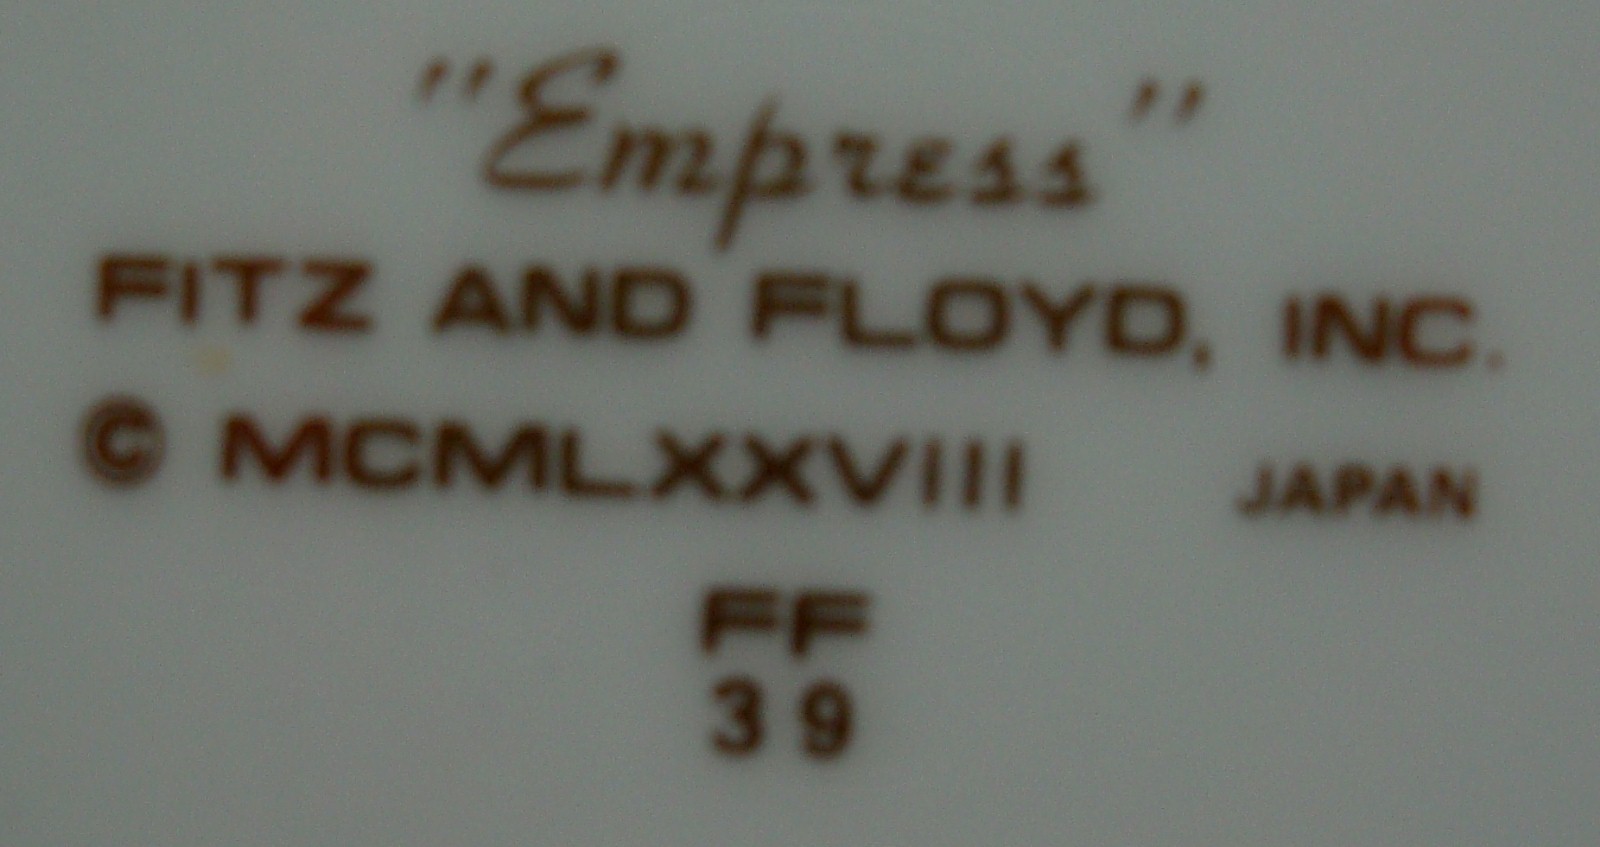 "Empress"
FITZ AND FLOYD, INC.
© MCMLXXVIII JAPAN
FF
39